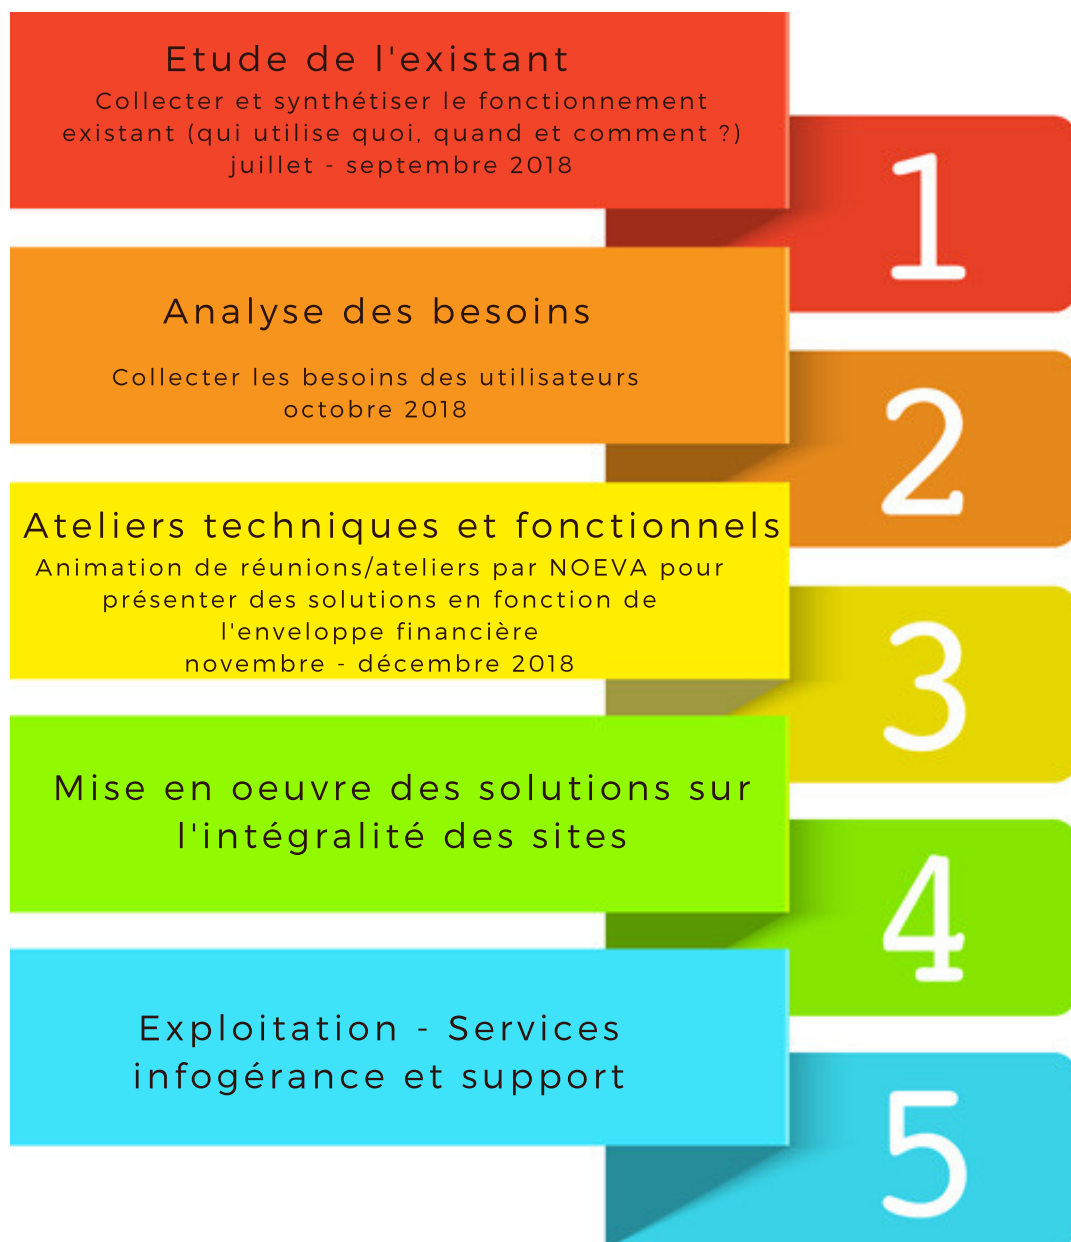 Etude de l'existant
Collecter et synthétiser le fonctionnement
existant (qui utilise quoi, quand et comment ?)
juillet - septembre 2018
1
Analyse des besoins
Collecter les besoins des utilisateurs
octobre 2018
2
Ateliers techniques et fonctionnels
Animation de réunions/ateliers par NOEVA pour
présenter des solutions en fonction de
l'enveloppe financière
novembre - décembre 2018
3
Mise en oeuvre des solutions sur
l'intégralité des sites
4
Exploitation - Services
infogérance et support
5